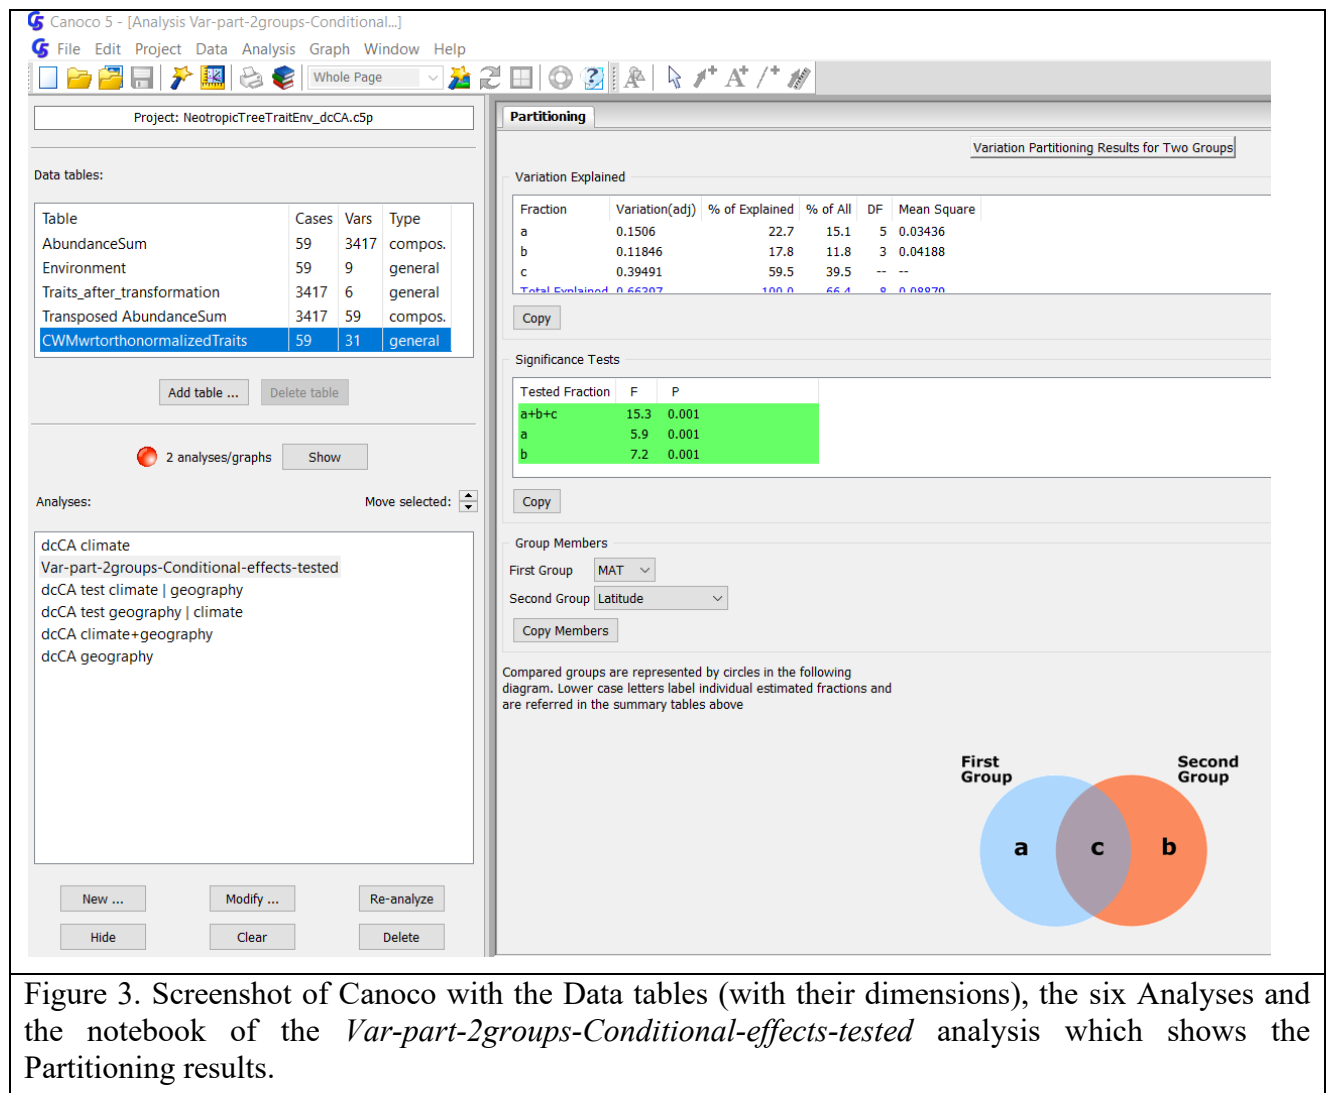 Canoco 5 - [Analysis Var-part-2groups-Conditional...]
File Edit Project Data Analysis Graph Window Help
Whole Page
Project: NeotropicTreeTraitEnv_dcCA.c5p
Data tables:
Table Cases Vars Type
AbundanceSum 59 3417 compos.
Environment 59 9 general
Traits_after_transformation 3417 6 general
Transposed AbundanceSum 3417 59 compos.
CWMwrtorthonormalizedTraits 59 31 general
Add table ... Delete table
2 analyses/graphs Show
Analyses: Move selected:
dcCA climate
Var-part-2groups-Conditional-effects-tested
dcCA test climate | geography
dcCA test geography | climate
dcCA climate+geography
dcCA geography
New ... Modify ... Re-analyze
Hide Clear Delete
Partitioning
Variation Partitioning Results for Two Groups
Variation Explained
Fraction Variation(adj) % of Explained % of All DF Mean Square
a 0.1506 22.7 15.1 5 0.03436
b 0.11846 17.8 11.8 3 0.04188
c 0.39491 59.5 39.5 -- --
Total Explained 0.66397 100.0 66.4 8 0.08879
Copy
Significance Tests
Tested Fraction F P
a+b+c 15.3 0.001
a 5.9 0.001
b 7.2 0.001
Copy
Group Members
First Group MAT
Second Group Latitude
Copy Members
Compared groups are represented by circles in the following
diagram. Lower case letters label individual estimated fractions and
are referred in the summary tables above
First Group
Second Group
a c b
Figure 3. Screenshot of Canoco with the Data tables (with their dimensions), the six Analyses and
the notebook of the Var-part-2groups-Conditional-effects-tested analysis which shows the
Partitioning results.